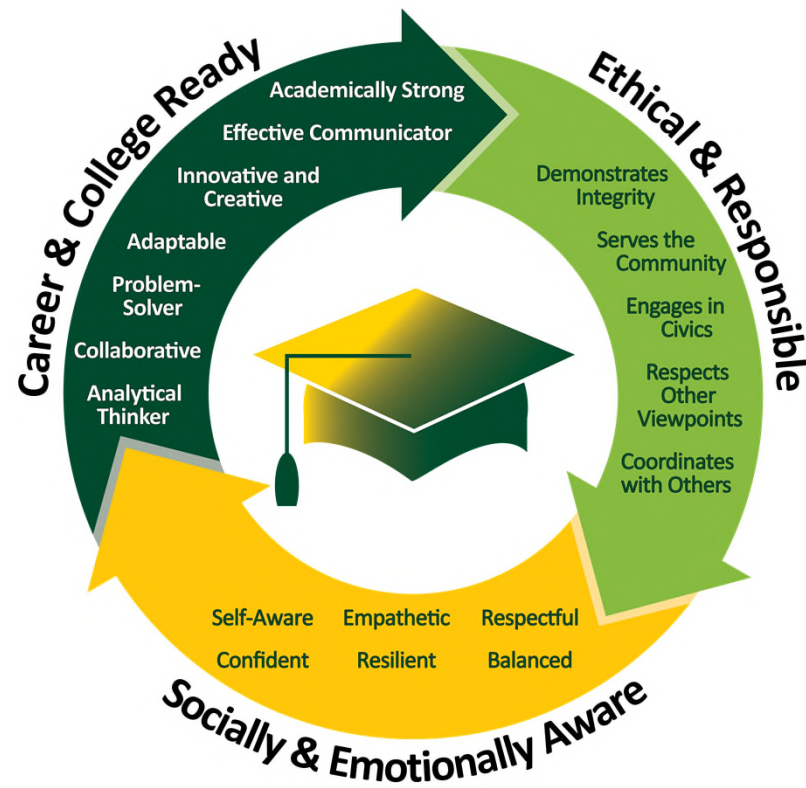 Career & College Ready
Academically Strong
Effective Communicator
Innovative and
Creative
Adaptable
Problem-
Solver
Collaborative
Analytical
Thinker
Ethical & Responsible
Demonstrates
Integrity
Serves the
Community
Engages in
Civics
Respects
Other
Viewpoints
Coordinates
with Others
Self-Aware Empathetic Respectful
Confident Resilient Balanced
Socially & Emotionally Aware